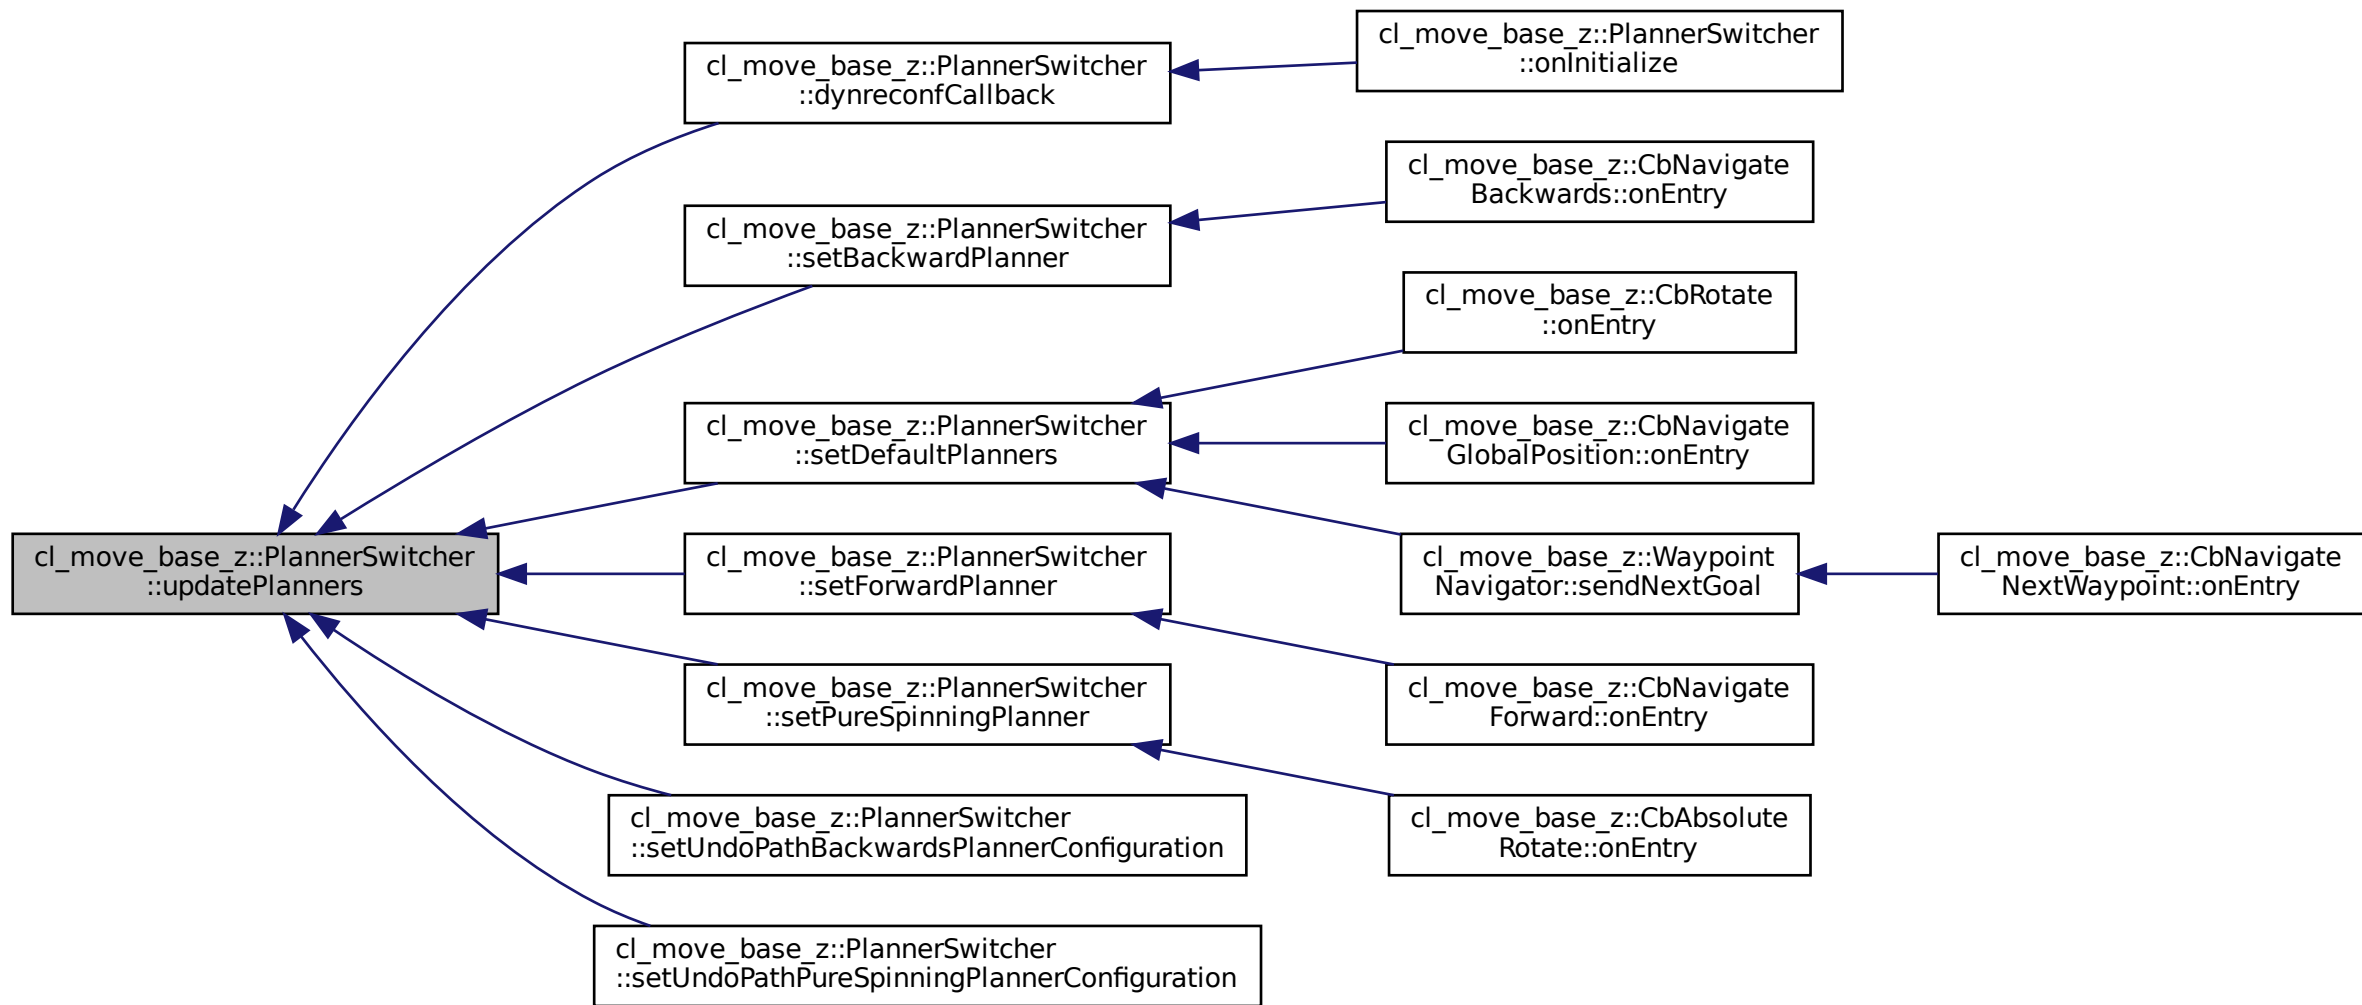 cl_move_base_z::PlannerSwitcher
::updatePlanners
cl_move_base_z::PlannerSwitcher
::dynreconfCallback
cl_move_base_z::PlannerSwitcher
::onInitialize
cl_move_base_z::PlannerSwitcher
::setBackwardPlanner
cl_move_base_z::CbNavigate
Backwards::onEntry
cl_move_base_z::PlannerSwitcher
::setDefaultPlanners
cl_move_base_z::CbRotate
::onEntry
cl_move_base_z::CbNavigate
GlobalPosition::onEntry
cl_move_base_z::Waypoint
Navigator::sendNextGoal
cl_move_base_z::CbNavigate
NextWaypoint::onEntry
cl_move_base_z::PlannerSwitcher
::setForwardPlanner
cl_move_base_z::CbNavigate
Forward::onEntry
cl_move_base_z::PlannerSwitcher
::setPureSpinningPlanner
cl_move_base_z::CbAbsolute
Rotate::onEntry
cl_move_base_z::PlannerSwitcher
::setUndoPathBackwardsPlannerConfiguration
cl_move_base_z::PlannerSwitcher
::setUndoPathPureSpinningPlannerConfiguration